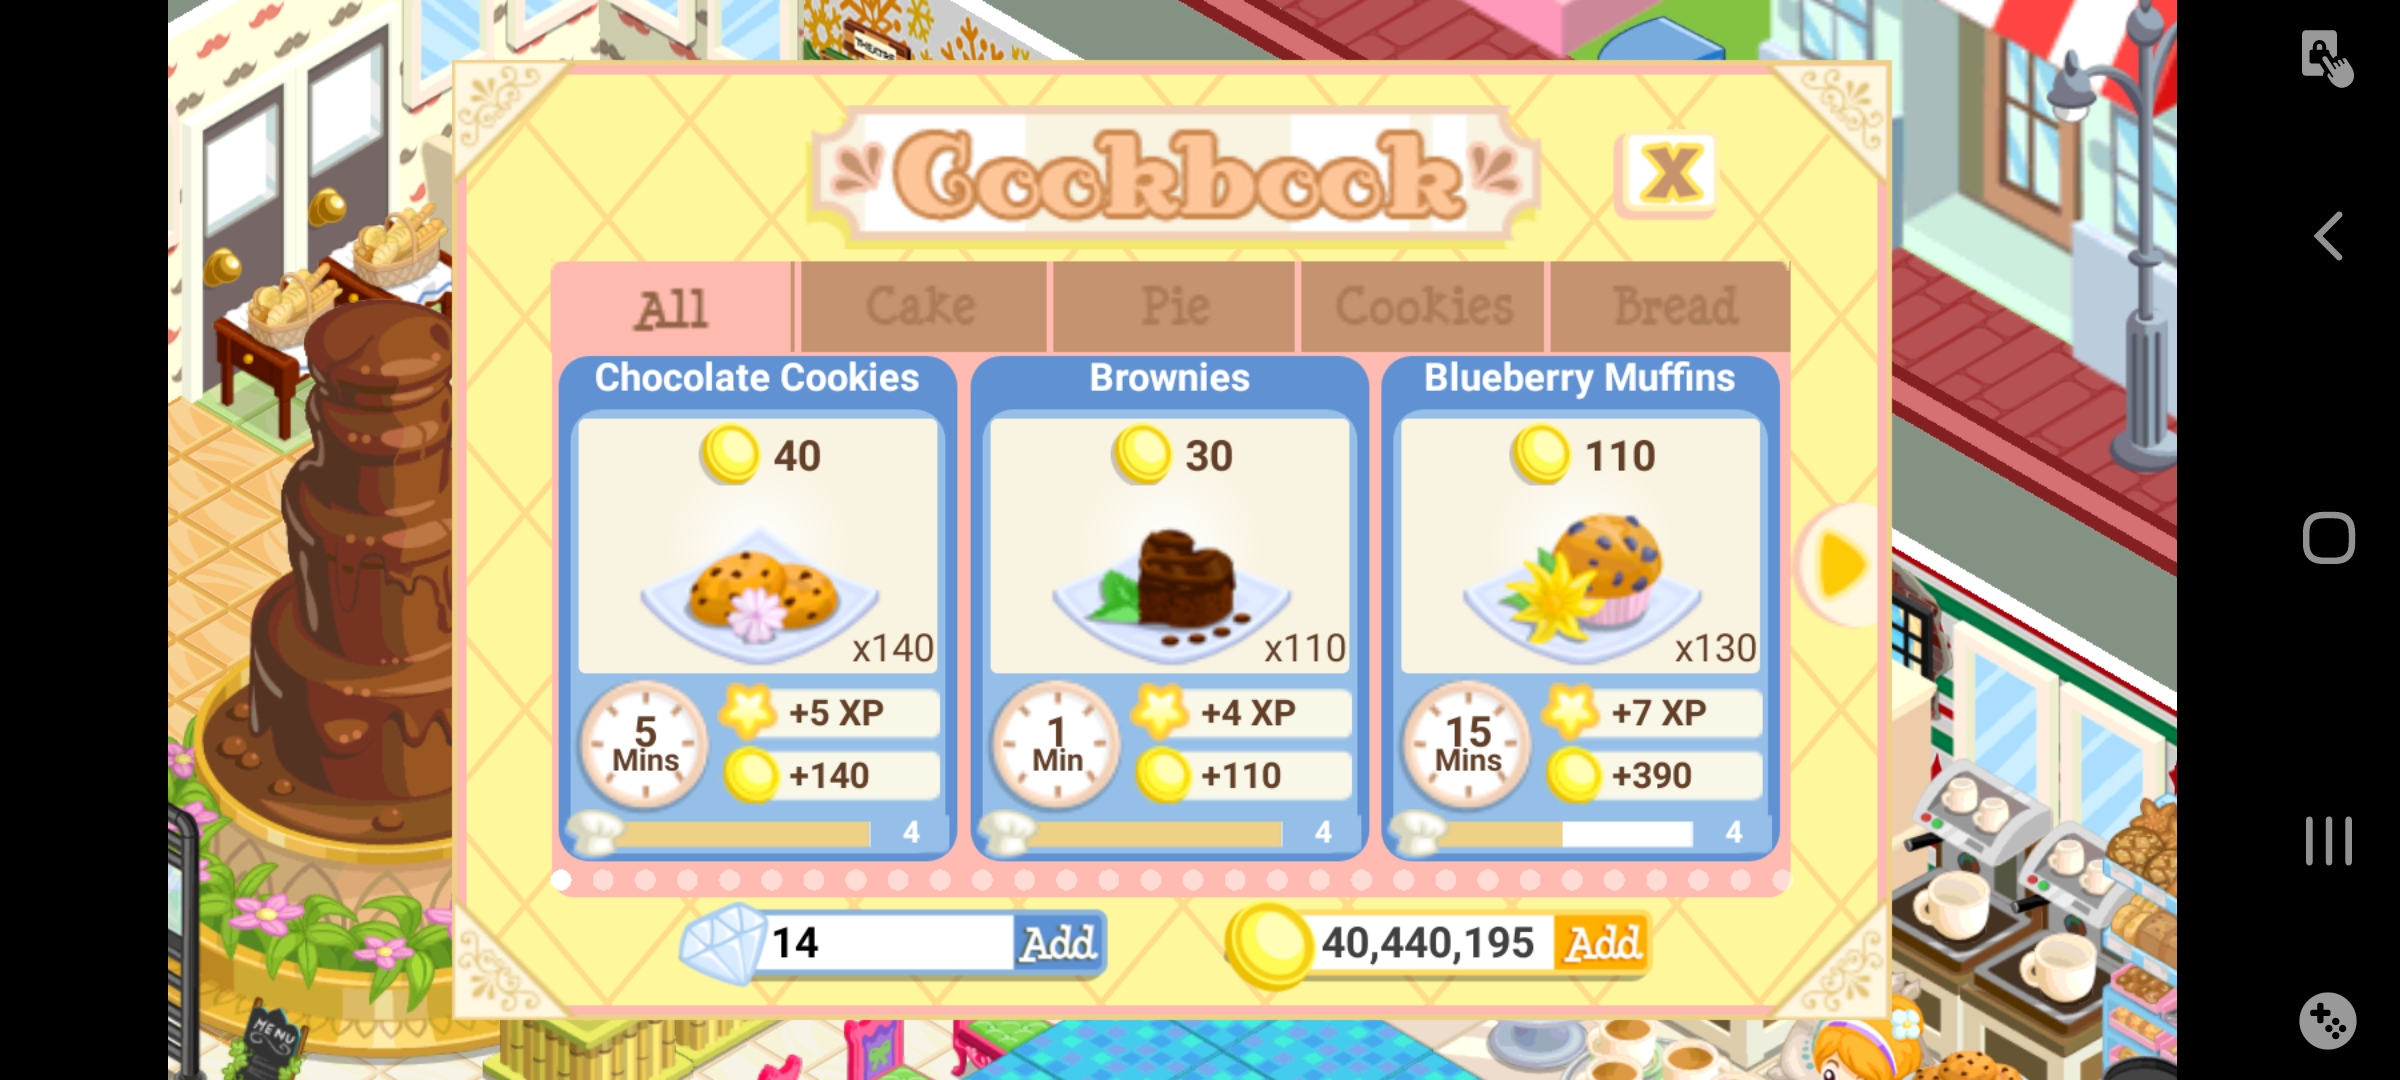 THEATRE
Cookbook
X
All
Cake
Pie
Cookies
Bread
Chocolate Cookies
40
x140
5
Mins
+5 XP
+140
4
Brownies
30
x110
1
Min
+4 XP
+110
4
Blueberry Muffins
110
x130
15
Mins
+7 XP
+390
4
14
Add
40,440,195
Add
MENU